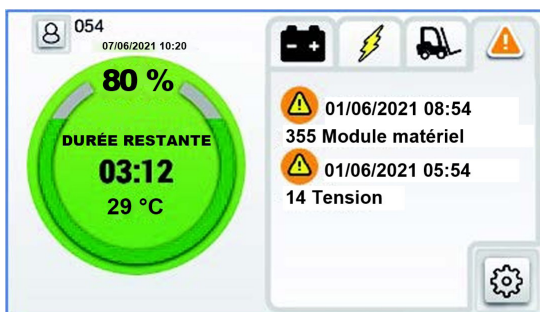 054
07/06/2021 10:20
80 %
DURÉE RESTANTE
03:12
29 °C
01/06/2021 08:54
355 Module matériel
01/06/2021 05:54
14 Tension